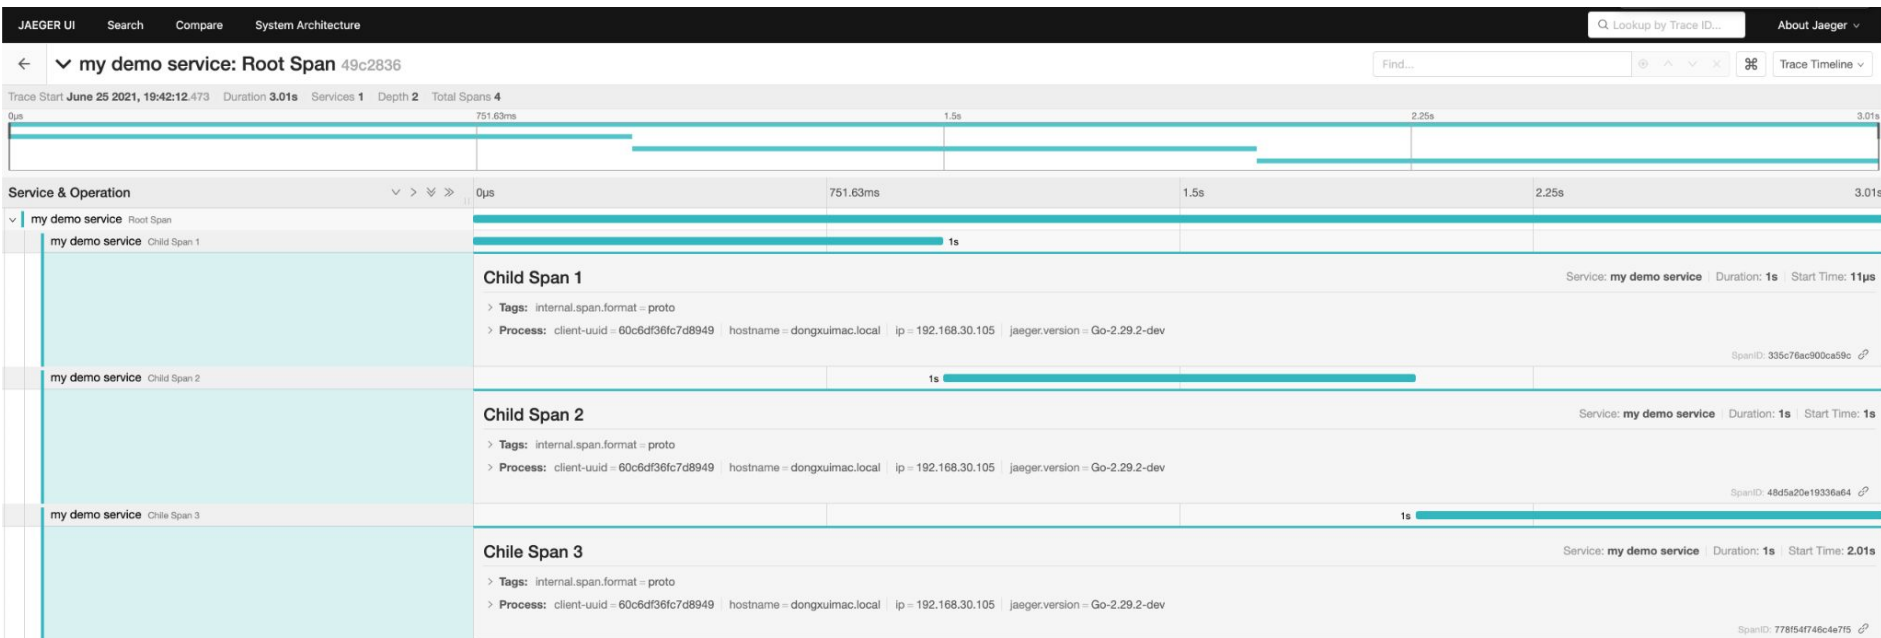 JAEGER UI Search Compare System Architecture Lookup by Trace ID... About Jaeger
my demo service: Root Span 49c2836 Find... ⌘ Trace Timeline
Trace Start June 25 2021, 19:42:12.473 Duration 3.01s Services 1 Depth 2 Total Spans 4
0μs 751.63ms 1.5s 2.25s 3.01s
Service & Operation 0μs 751.63ms 1.5s 2.25s 3.01s
my demo service Root Span
my demo service Child Span 1 1s
Child Span 1 Service: my demo service Duration: 1s Start Time: 11μs
Tags: internal.span.format = proto
Process: client-uuid = 60c6df36fc7d8949 hostname = dongxuimac.local ip = 192.168.30.105 jaeger.version = Go-2.29.2-dev
SpanID: 335c76ac900ca59c
my demo service Child Span 2 1s
Child Span 2 Service: my demo service Duration: 1s Start Time: 1s
Tags: internal.span.format = proto
Process: client-uuid = 60c6df36fc7d8949 hostname = dongxuimac.local ip = 192.168.30.105 jaeger.version = Go-2.29.2-dev
SpanID: 48d5a20e19336a64
my demo service Chile Span 3 1s
Chile Span 3 Service: my demo service Duration: 1s Start Time: 2.01s
Tags: internal.span.format = proto
Process: client-uuid = 60c6df36fc7d8949 hostname = dongxuimac.local ip = 192.168.30.105 jaeger.version = Go-2.29.2-dev
SpanID: 778f54f746c4e7f5